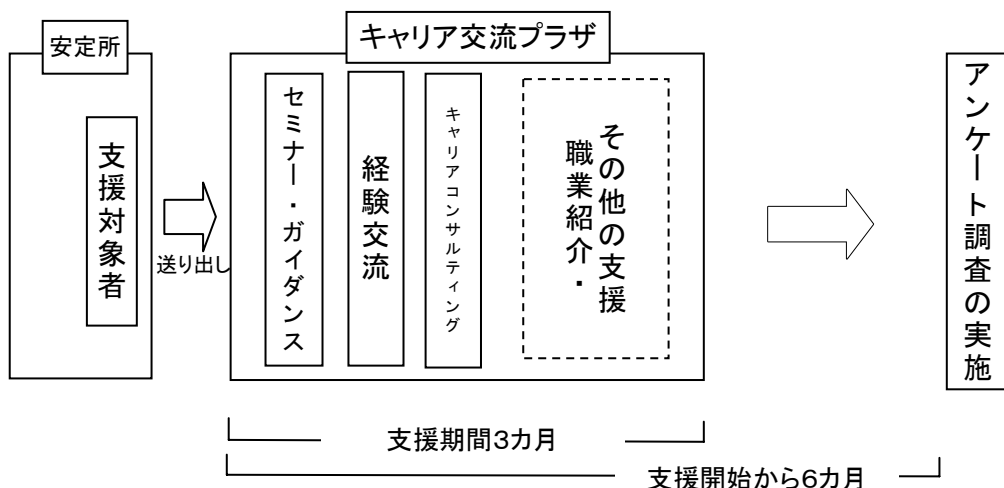 安定所
支援対象者
送り出し
キャリア交流プラザ
セミナー・ガイダンス
経験交流
キャリアコンサルティング
職業紹介・
その他の支援
アンケート調査の実施
支援期間3カ月
支援開始から6カ月